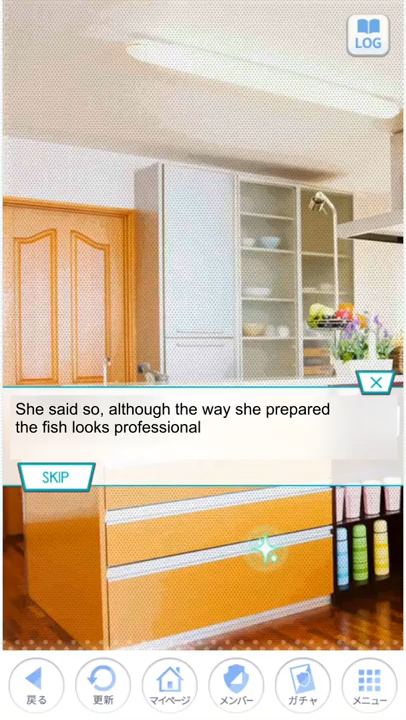 LOG
She said so, although the way she prepared
the fish looks professional
SKIP
戻る
更新
マイページ
メンバー
ガチャ
メニュー